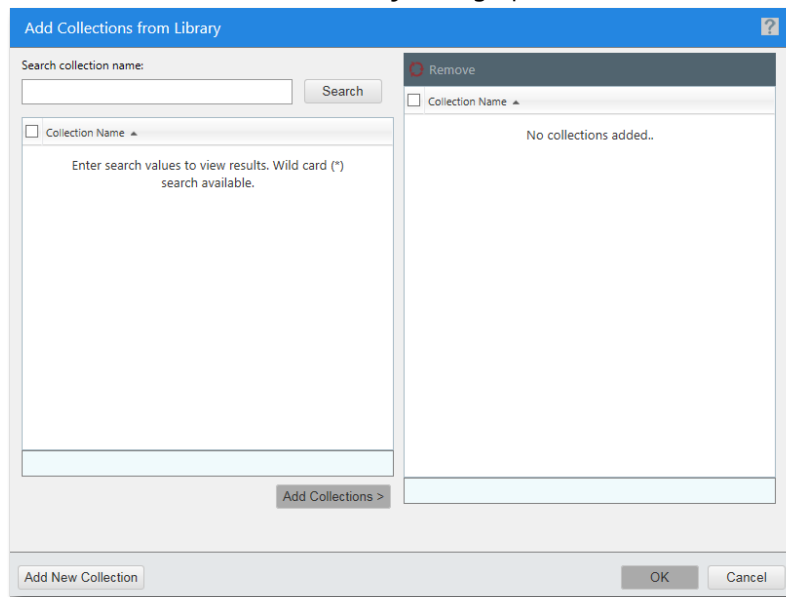 Add Collections from Library
?
Search collection name:
Search
Collection Name
Enter search values to view results. Wild card (*)
search available.
Add Collections >
Remove
Collection Name
No collections added..
Add New Collection
OK
Cancel